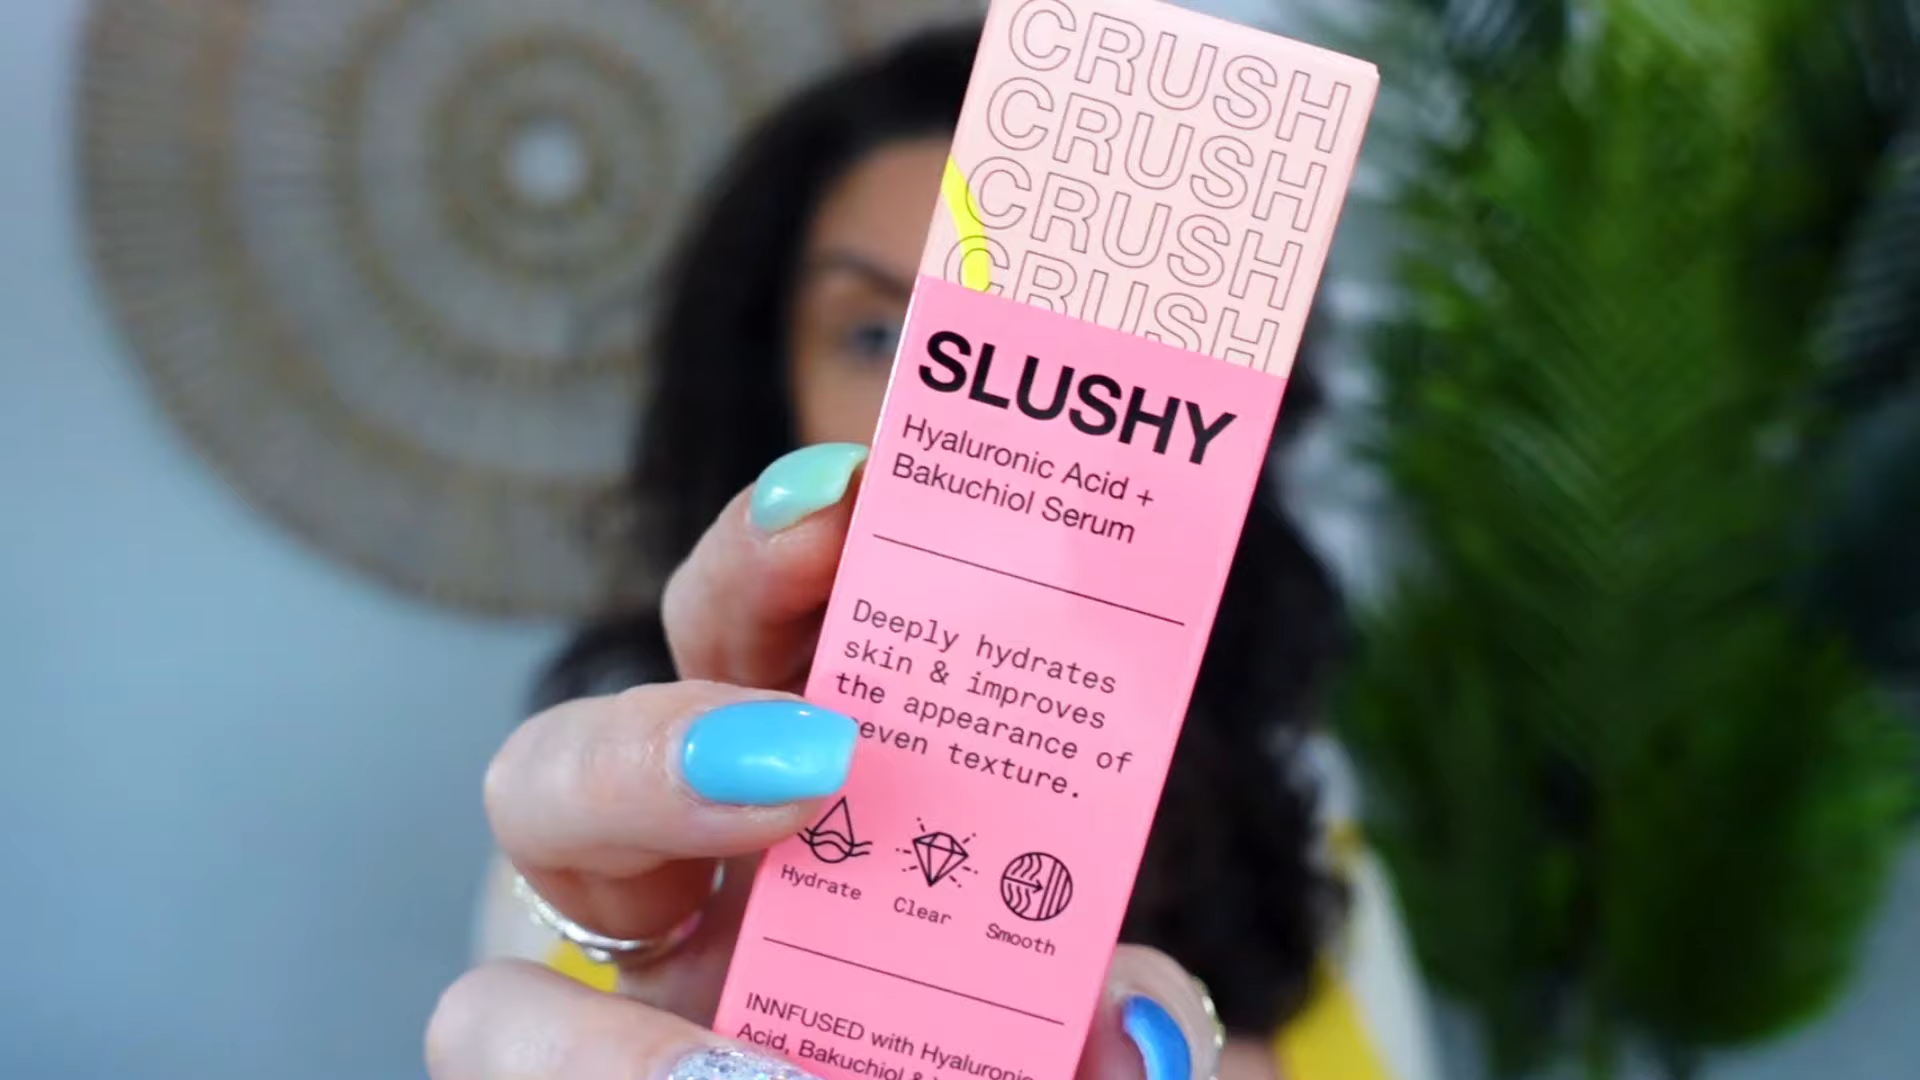 CRUSH
CRUSH
CRUSH
CRUSH
SLUSHY
Hyaluronic Acid +
Bakuchiol Serum
Deeply hydrates
skin & improves
the appearance of
even texture.
Hydrate
Clear
Smooth
INNFUSED with Hyaluronic
Acid, Bakuchiol &